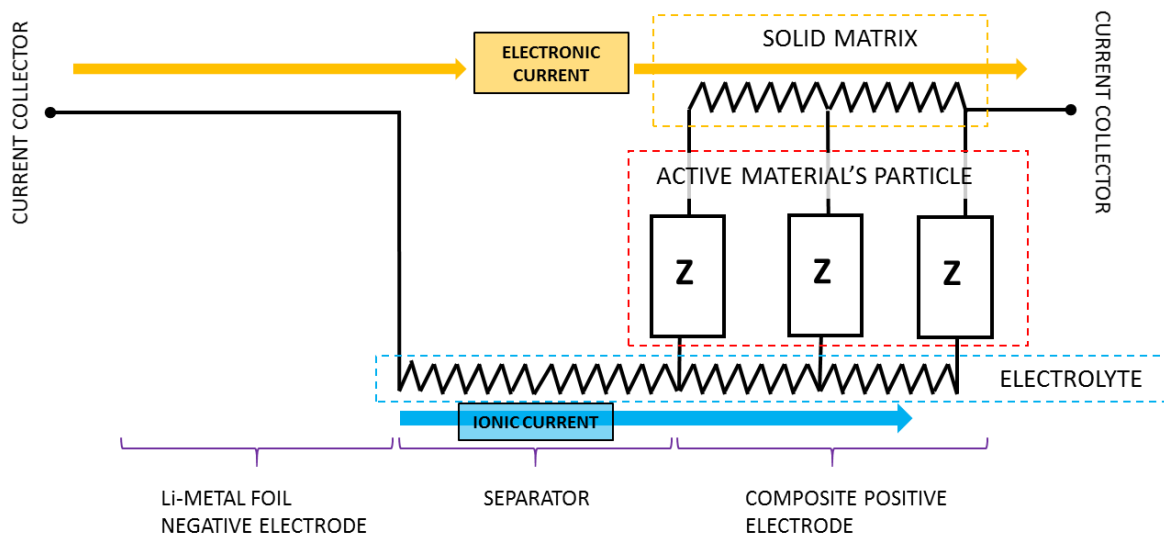 CURRENT COLLECTOR
ELECTRONIC
CURRENT
SOLID MATRIX
CURRENT COLLECTOR
ACTIVE MATERIAL'S PARTICLE
Z
Z
Z
ELECTROLYTE
IONIC CURRENT
Li-METAL FOIL
NEGATIVE ELECTRODE
SEPARATOR
COMPOSITE POSITIVE
ELECTRODE